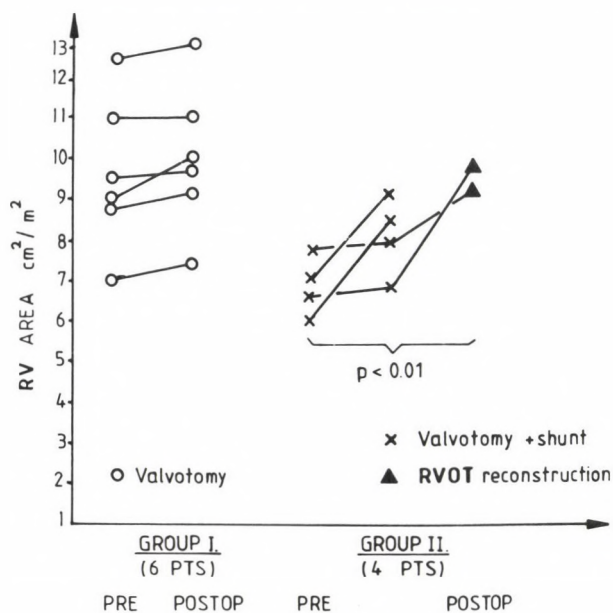 13
12
11
10
9
8
7
6
5
4
3
2
1
RV AREA cm²/m²
p < 0.01
O Valvotomy
× Valvotomy + shunt
▲ RVOT reconstruction
GROUP I.
(6 PTS)
GROUP II.
(4 PTS)
PRE POSTOP PRE POSTOP